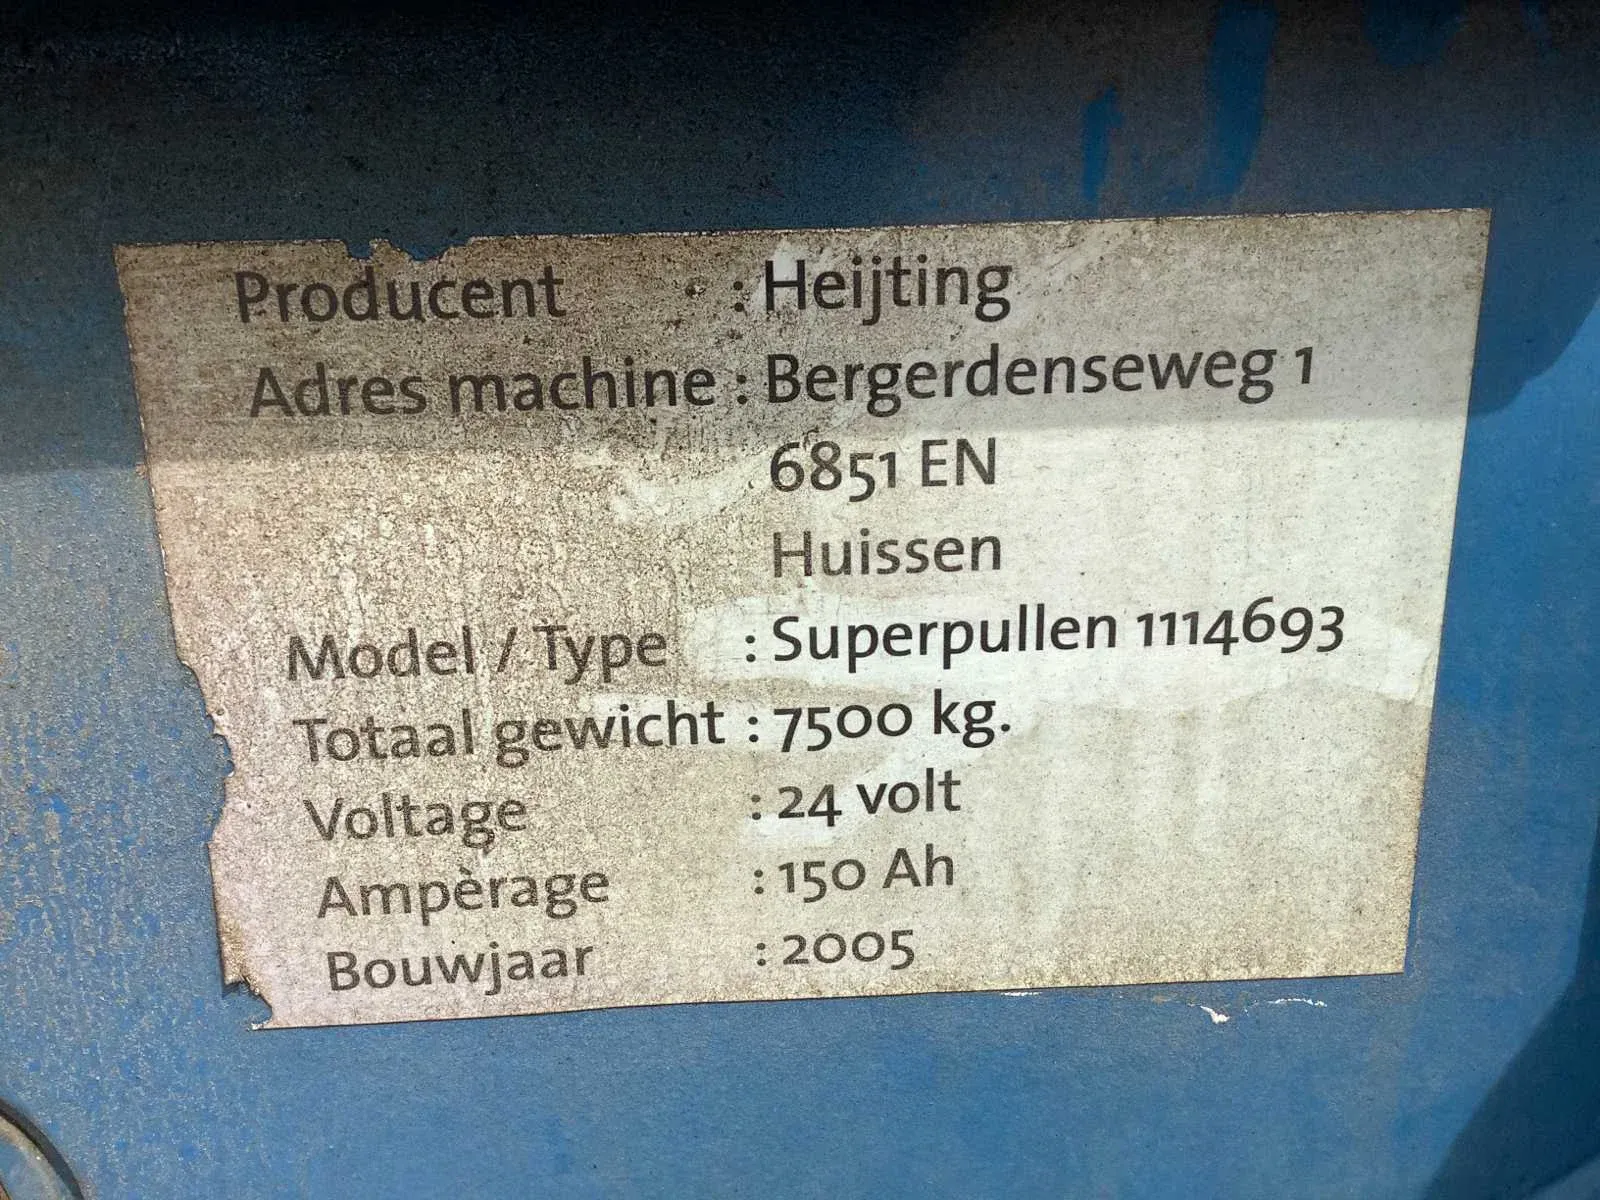 Producent : Heijting
Adres machine : Bergerdenseweg 1
6851 EN
Huissen
Model / Type : Superpullen 1114693
Totaal gewicht : 7500 kg.
Voltage : 24 volt
Ampèrage : 150 Ah
Bouwjaar : 2005